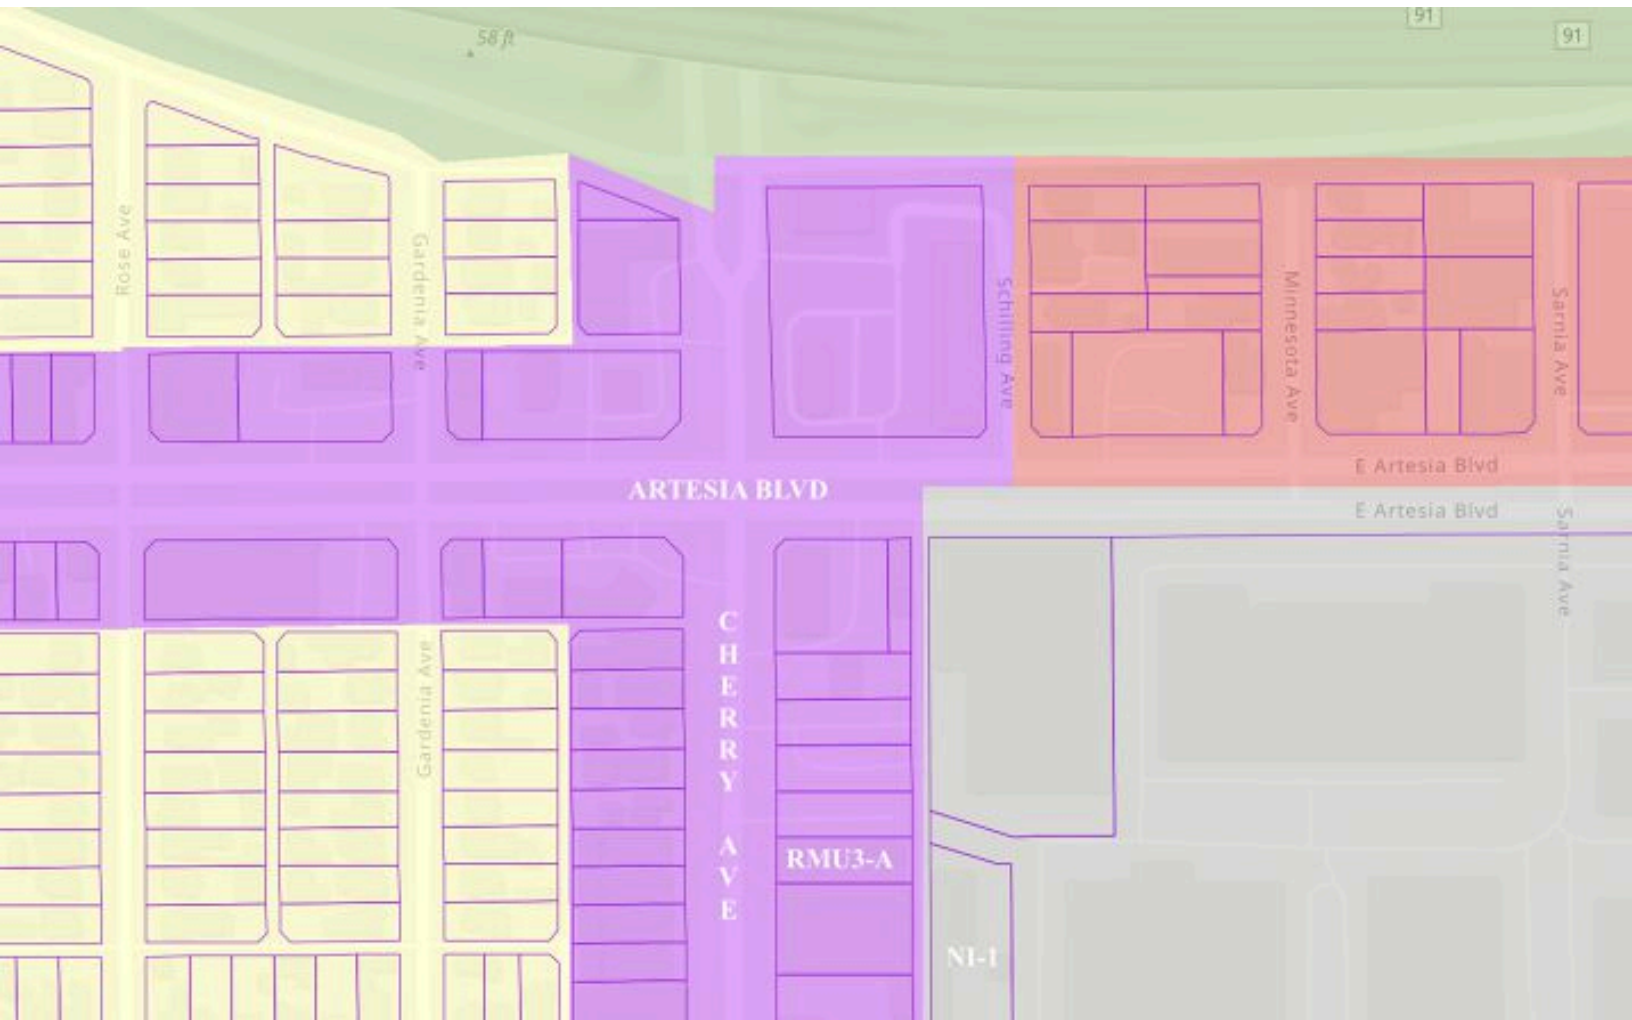 91
58 ft
91
Rose Ave
Gardenia Ave
Schilling Ave
Minnesota Ave
Sarnia Ave
E Artesia Blvd
ARTESIA BLVD
E Artesia Blvd
Sarnia Ave
CHERRY AVE
Gardenia Ave
RMU3-A
NI-1